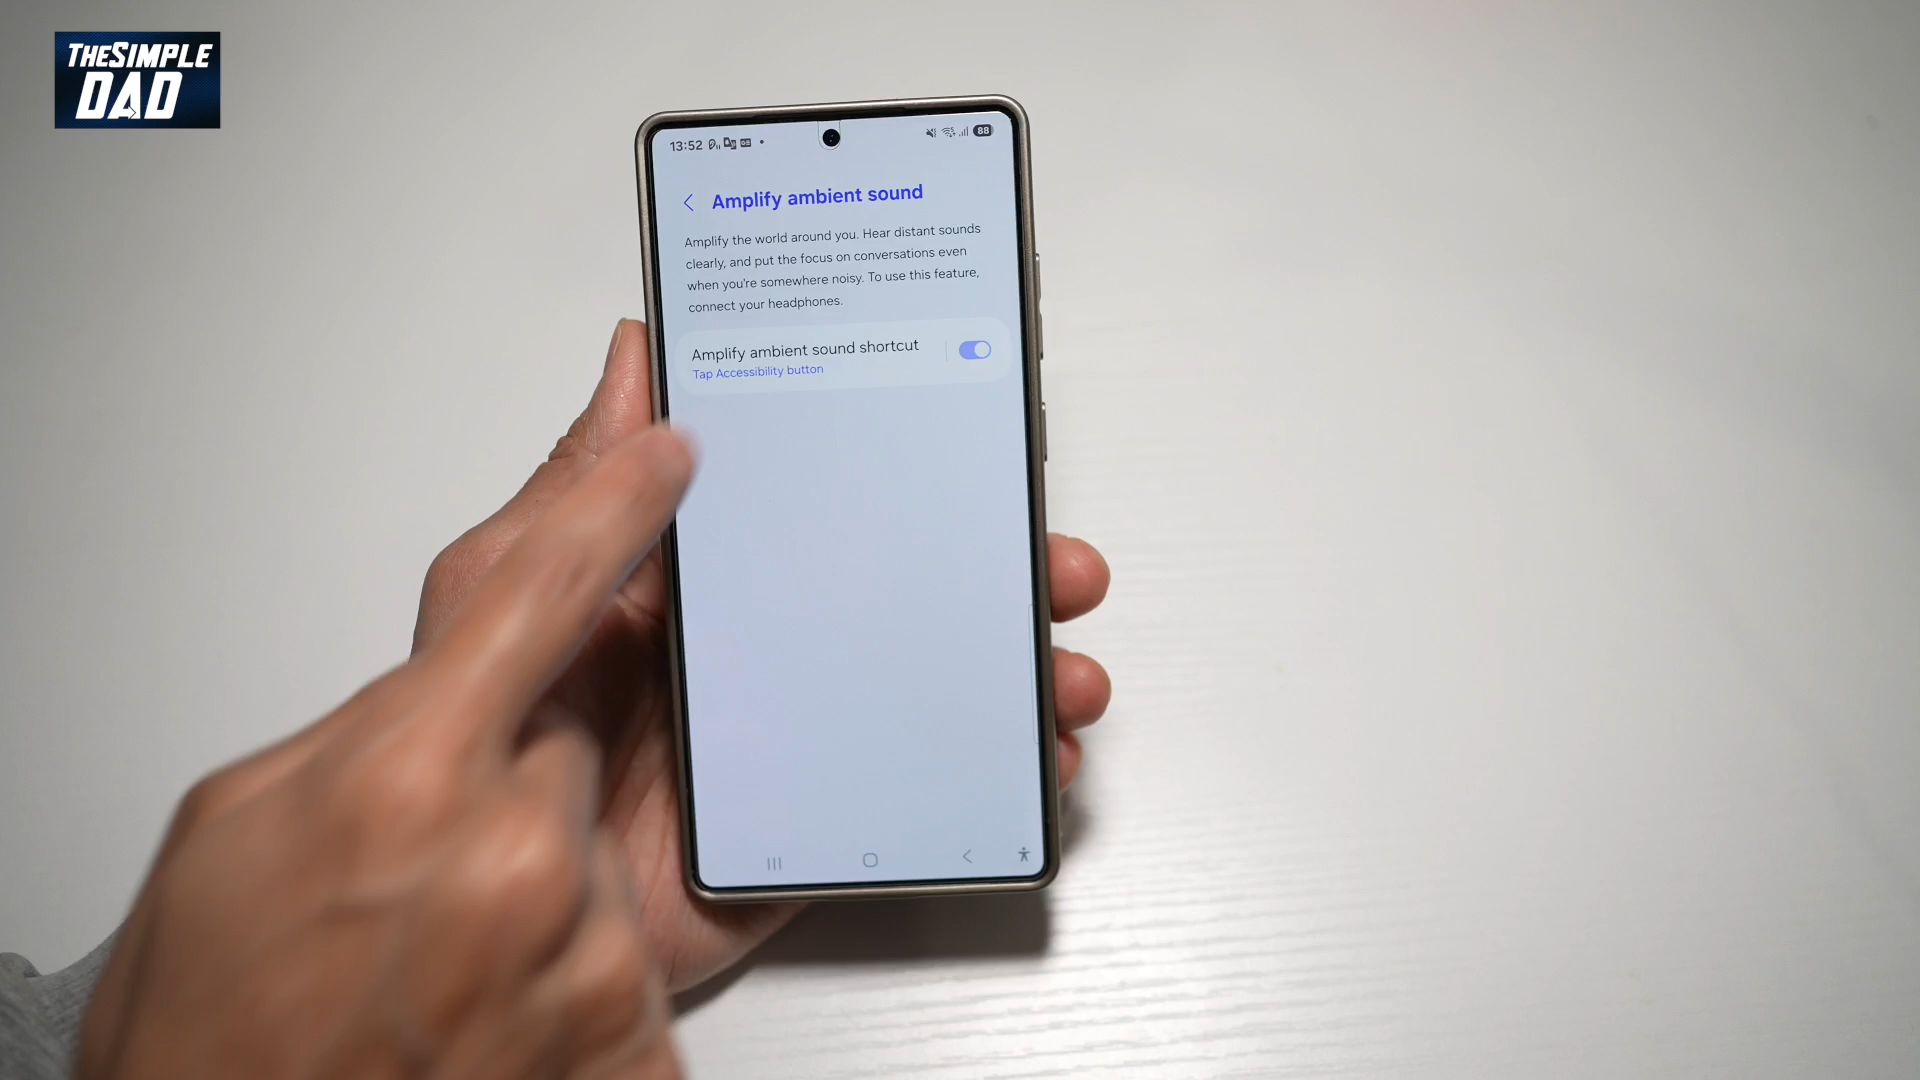 THE SIMPLE
DAD
13:52
88
Amplify ambient sound
Amplify the world around you. Hear distant sounds
clearly, and put the focus on conversations even
when you're somewhere noisy. To use this feature,
connect your headphones.
Amplify ambient sound shortcut
Tap Accessibility button